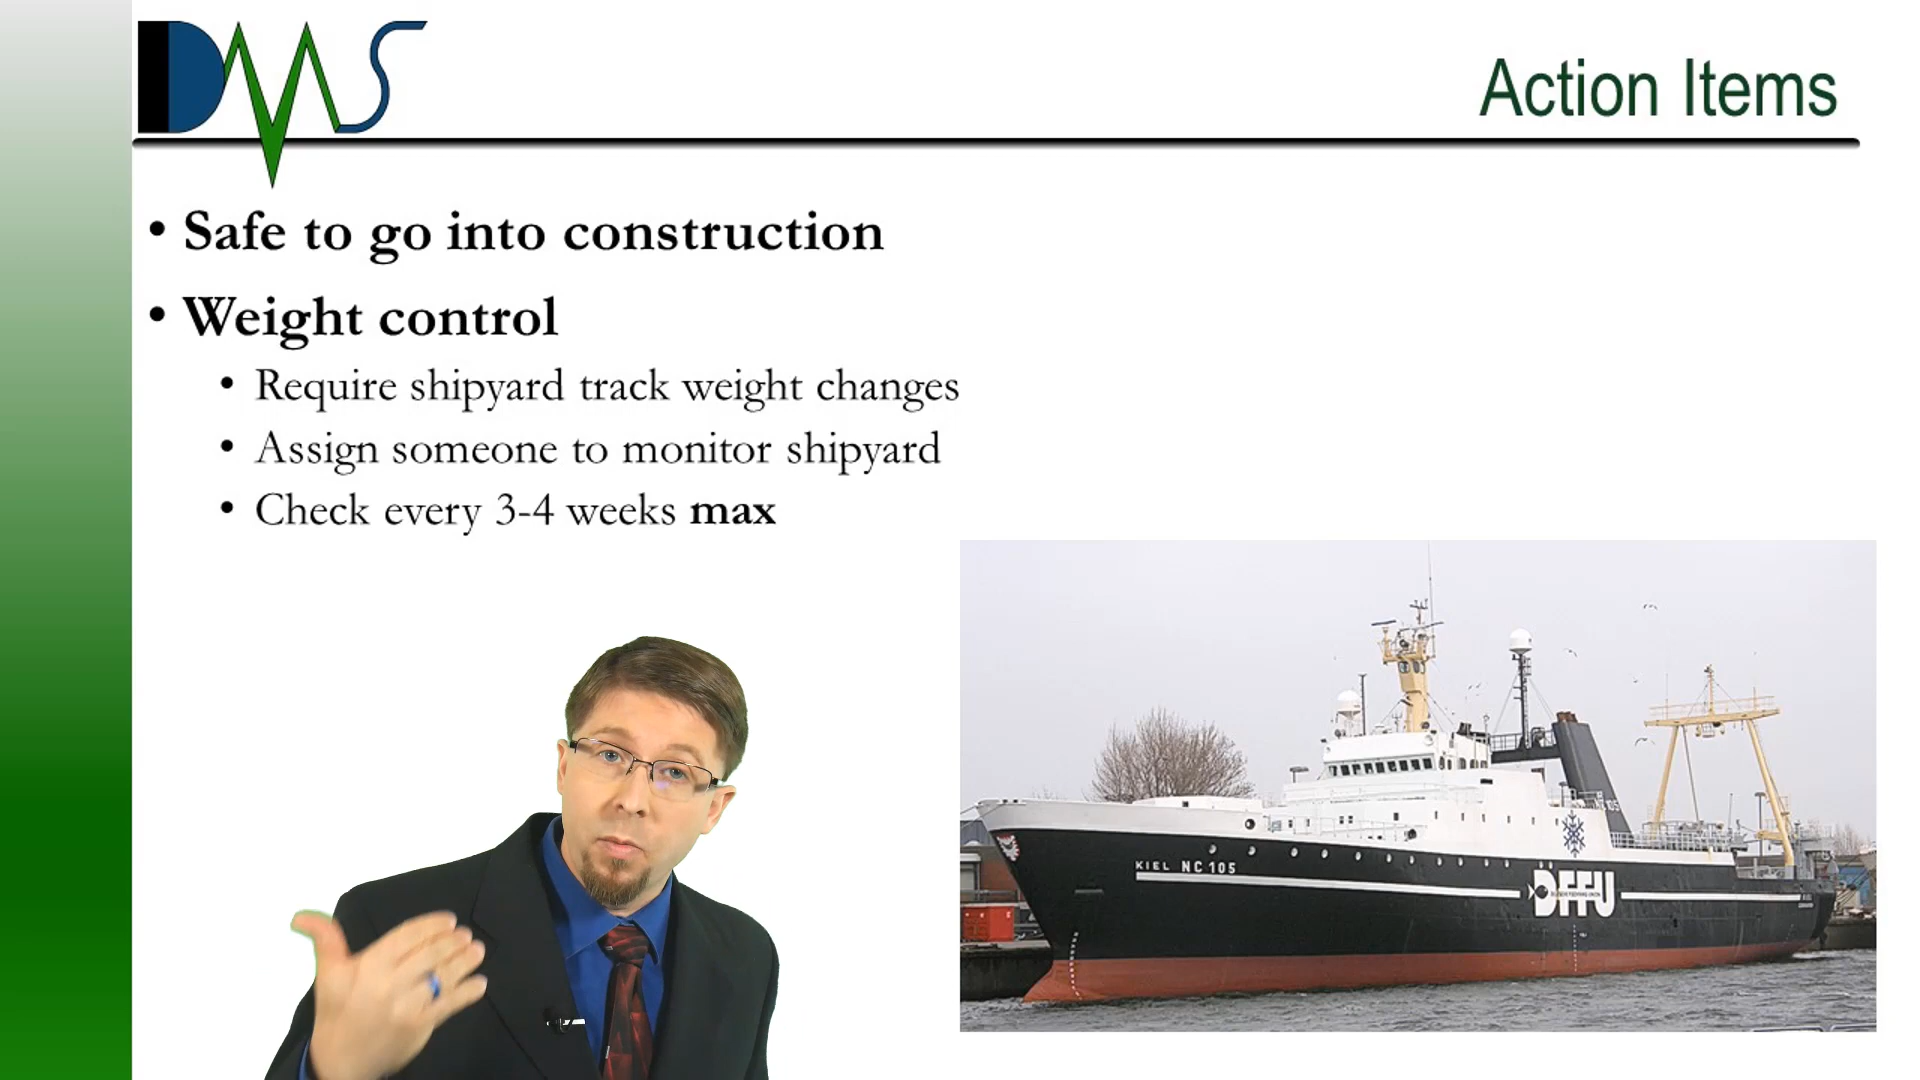 DMS
Action Items
• Safe to go into construction
• Weight control
• Require shipyard track weight changes
• Assign someone to monitor shipyard
• Check every 3-4 weeks max
KIEL NC 105
DFFU